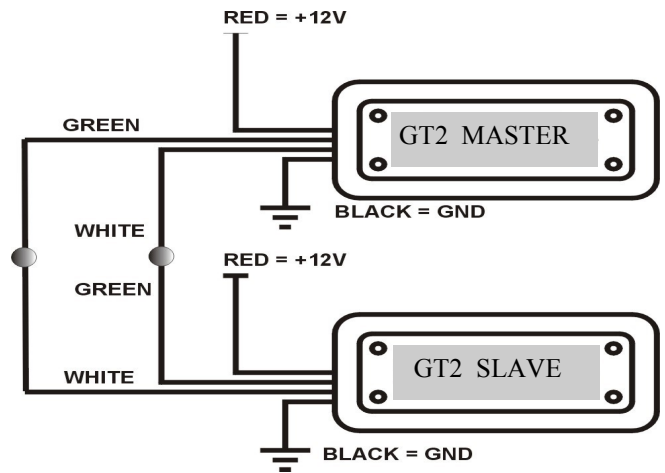 RED = +12V
GREEN
GT2 MASTER
BLACK = GND
WHITE
RED = +12V
GREEN
WHITE
GT2 SLAVE
BLACK = GND